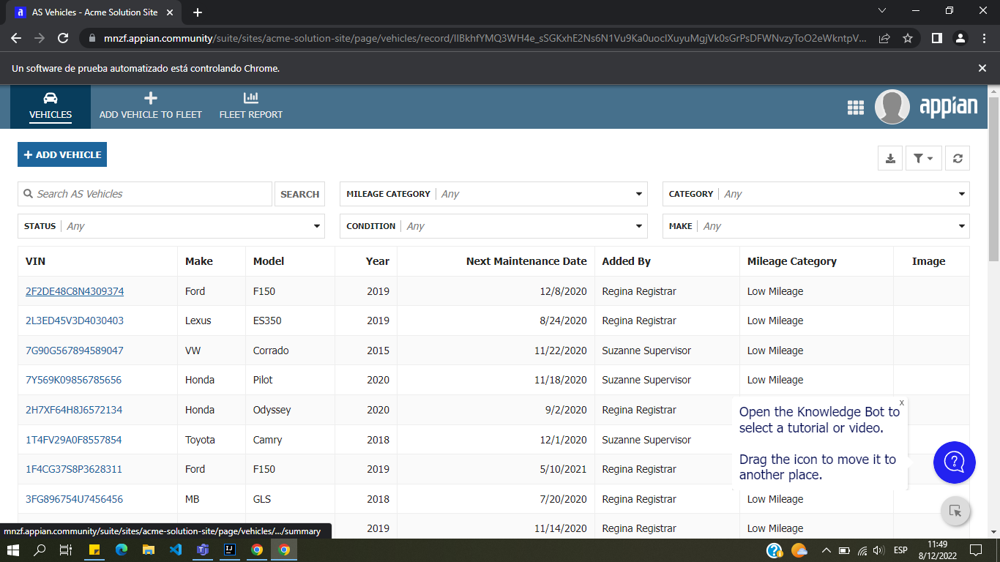 AS Vehicles - Acme Solution Site
mnzf.appian.community/suite/sites/acme-solution-site/page/vehicles/record/lIBkhfYMQ3WH4e_sSGKxhE2Ns6N1Vu9Ka0uocIXuyuMgjVk0sGrPsDFWNvzyToO2eWkntpV...
Un software de prueba automatizado está controlando Chrome.
VEHICLES ADD VEHICLE TO FLEET FLEET REPORT appian
+ ADD VEHICLE
Search AS Vehicles SEARCH MILEAGE CATEGORY Any CATEGORY Any
STATUS Any CONDITION Any MAKE Any
VIN Make Model Year Next Maintenance Date Added By Mileage Category Image
2F2DE48C8N4309374 Ford F150 2019 12/8/2020 Regina Registrar Low Mileage
2L3ED45V3D4030403 Lexus ES350 2019 8/24/2020 Regina Registrar Low Mileage
7G90G567894589047 VW Corrado 2015 11/22/2020 Suzanne Supervisor Low Mileage
7Y569K09856785656 Honda Pilot 2020 11/18/2020 Suzanne Supervisor Low Mileage
2H7XF64H8J6572134 Honda Odyssey 2020 9/2/2020 Regina Registrar
1T4FV29A0F8557854 Toyota Camry 2018 12/1/2020 Suzanne Supervisor
1F4CG37S8P3628311 Ford F150 2019 5/10/2021 Regina Registrar
3FG896754U7456456 MB GLS 2018 7/20/2020 Regina Registrar Low Mileage
2019 11/14/2020 Regina Registrar Low Mileage
x
Open the Knowledge Bot to
select a tutorial or video.
Drag the icon to move it to
another place.
mnzf.appian.community/suite/sites/acme-solution-site/page/vehicles/.../summary
ESP
11:49
8/12/2022